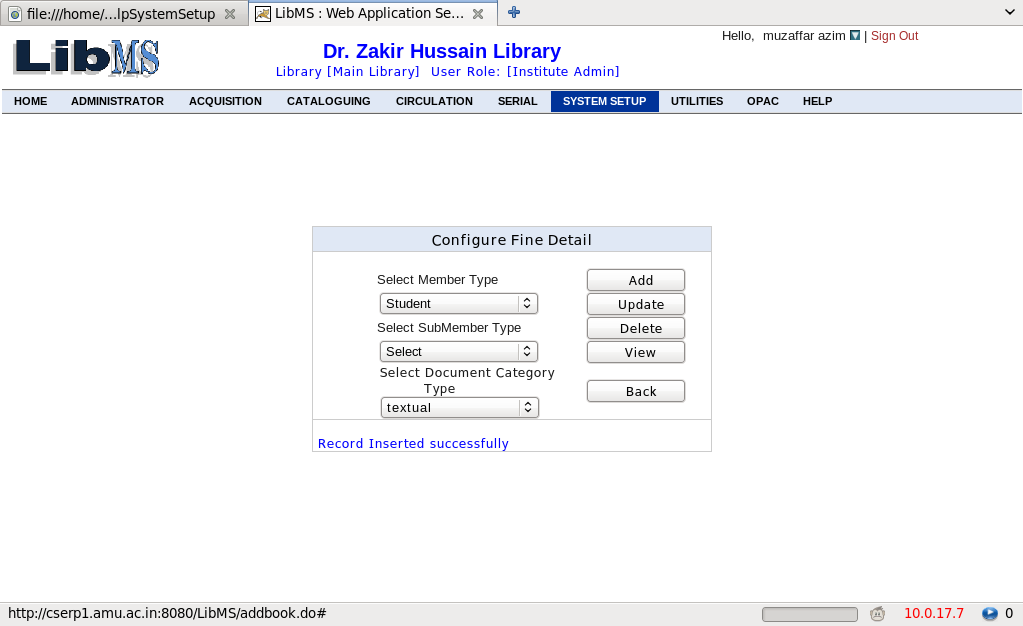 file:///home/...lpSystemSetup LibMS : Web Application Se...
LibMS
Hello, muzaffar azim | Sign Out
Dr. Zakir Hussain Library
Library [Main Library] User Role: [Institute Admin]
HOME ADMINISTRATOR ACQUISITION CATALOGUING CIRCULATION SERIAL SYSTEM SETUP UTILITIES OPAC HELP
Configure Fine Detail
Select Member Type
Add
Student
Update
Select SubMember Type
Delete
Select
View
Select Document Category
Type
Back
textual
Record Inserted successfully
http://cserp1.amu.ac.in:8080/LibMS/addbook.do# 10.0.17.7 0